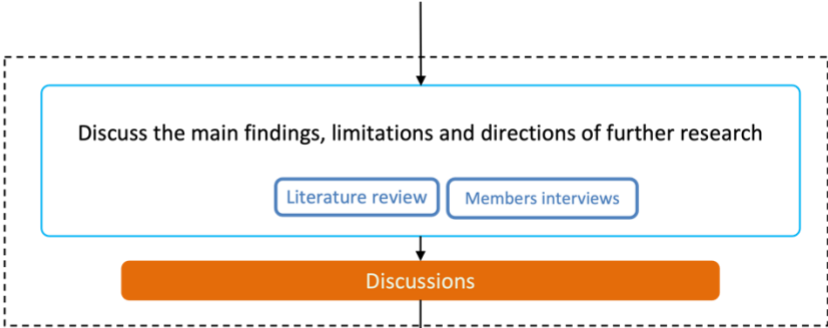 Discuss the main findings, limitations and directions of further research
Literature review
Members interviews
Discussions